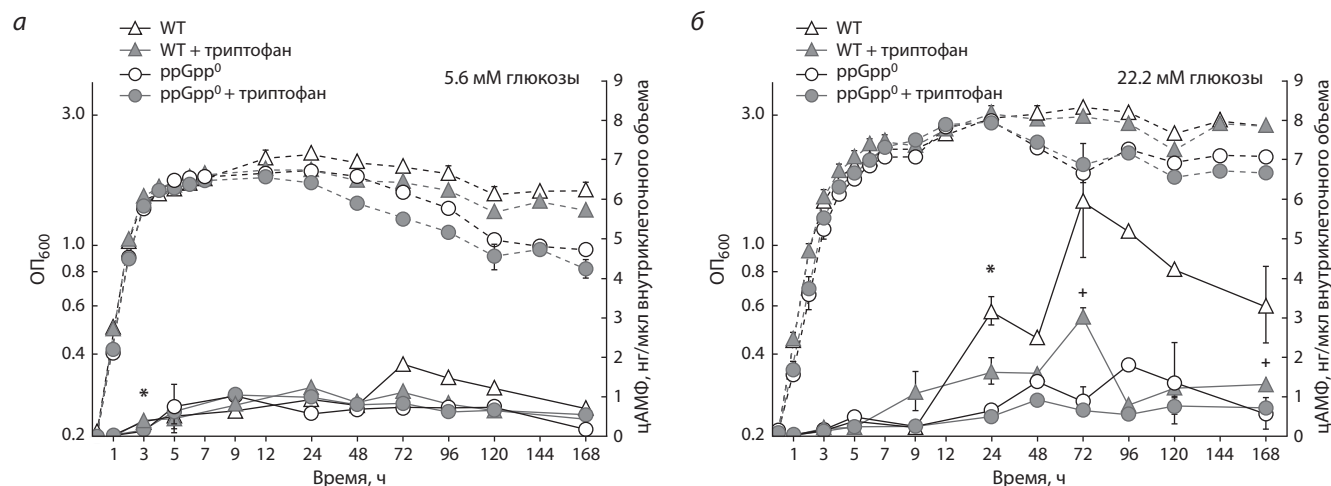 а
WT
WT + триптофан
ppGpp⁰
ppGpp⁰ + триптофан
5.6 мМ глюкозы
3.0
1.0
0.8
0.6
0.4
0.2
ОП₆₀₀
9
8
7
6
5
4
3
2
1
0
цАМФ, нг/мкл внутриклеточного объема
*
1 3 5 7 9 12 24 48 72 96 120 144 168
Время, ч
б
WT
WT + триптофан
ppGpp⁰
ppGpp⁰ + триптофан
22.2 мМ глюкозы
3.0
1.0
0.8
0.6
0.4
0.2
ОП₆₀₀
9
8
7
6
5
4
3
2
1
0
цАМФ, нг/мкл внутриклеточного объема
*
+
+
1 3 5 7 9 12 24 48 72 96 120 144 168
Время, ч